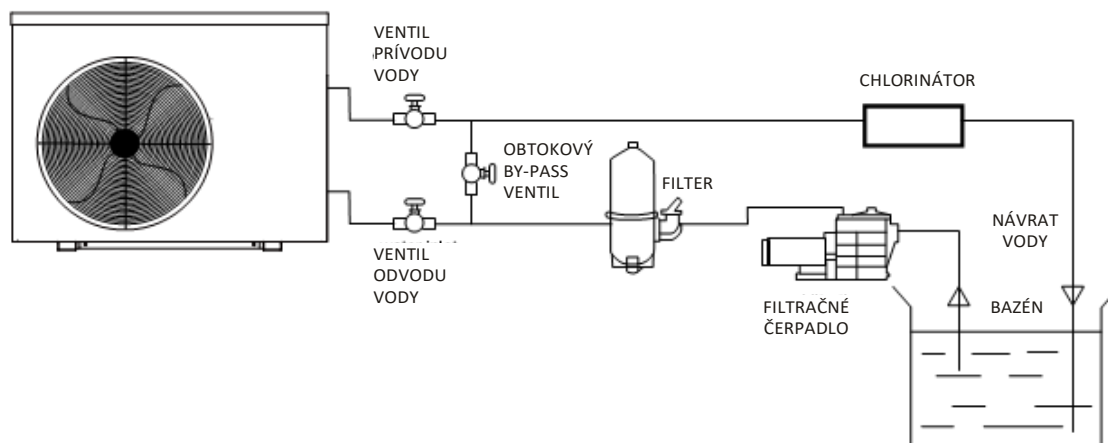 VENTIL
PRÍVODU
VODY
CHLORINÁTOR
OBTOKOVÝ
BY-PASS
VENTIL
FILTER
NÁVRAT
VODY
VENTIL
ODVODU
VODY
FILTRAČNÉ
ČERPADLO
BAZÉN